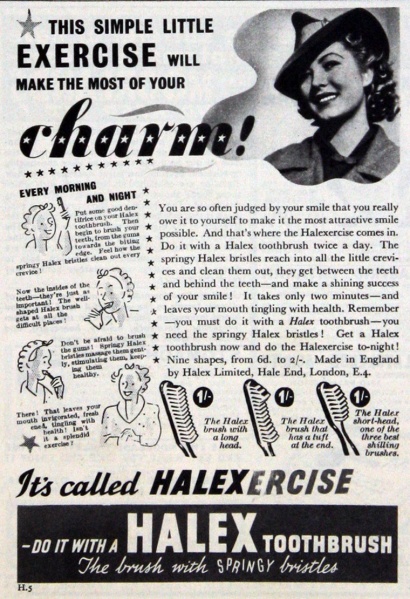 THIS SIMPLE LITTLE
EXERCISE WILL
MAKE THE MOST OF YOUR
charm!
EVERY MORNING
AND NIGHT
Put some good den-
tifrice on your Halex
toothbrush. Then
begin to brush your
teeth, from the gums
towards the biting
edge. Feel how the
springy Halex bristles clean out every
crevice!
Now the insides of the
teeth—they're just as
important! The well-
shaped Halex brush
gets at all the
difficult places!
Don't be afraid to brush
the gums! Springy Halex
bristles massage them gent-
ly, stimulating them, keep-
ing them
healthy.
There! That leaves your
mouth invigorated, fresh-
ened, tingling with
health! Isn't
it a splendid
exercise?
You are so often judged by your smile that you really
owe it to yourself to make it the most attractive smile
possible. And that's where the Halexercise comes in.
Do it with a Halex toothbrush twice a day. The
springy Halex bristles reach into all the little crevi-
ces and clean them out, they get between the teeth
and behind the teeth—and make a shining success
of your smile! It takes only two minutes—and
leaves your mouth tingling with health. Remember
—you must do it with a Halex toothbrush—you
need the springy Halex bristles! Get a Halex
toothbrush now and do the Halexercise to-night!
Nine shapes, from 6d. to 2/-. Made in England
by Halex Limited, Hale End, London, E.4.
1/-
The Halex
brush with
a long
head.
1/-
The Halex
brush that
has a tuft
at the end.
1/-
The Halex
short-head,
one of the
three best
shilling
brushes.
It's called HALEXERCISE
—DO IT WITH A HALEX TOOTHBRUSH
The brush with SPRINGY bristles
H.5